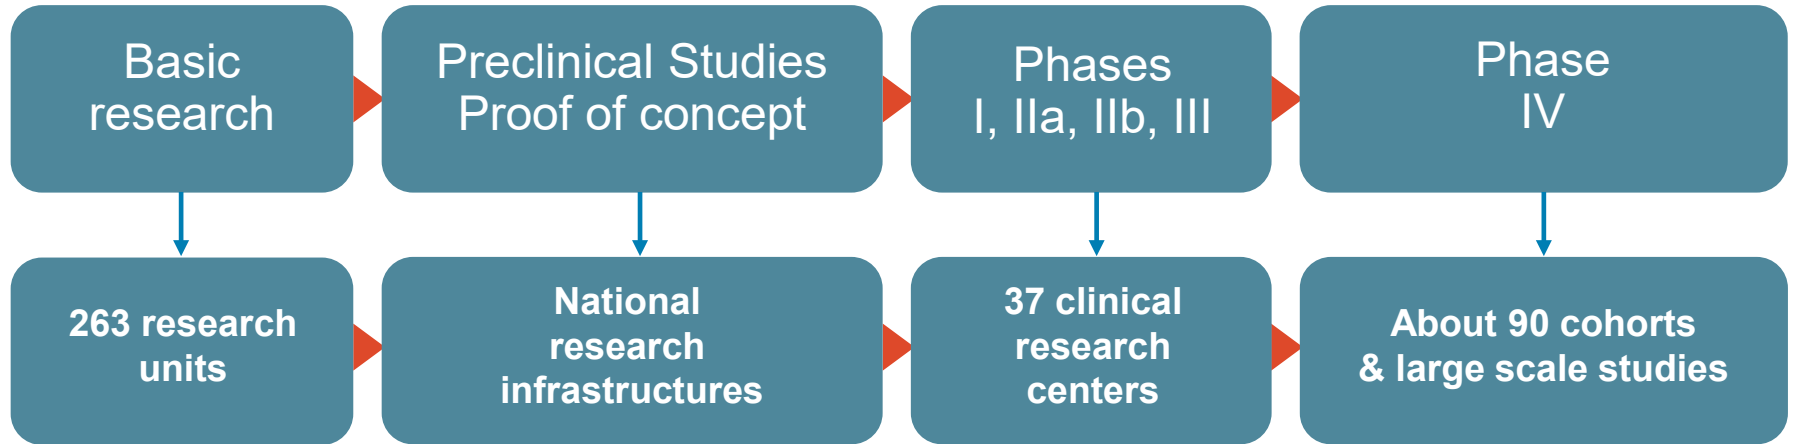 Basic
research
Preclinical Studies
Proof of concept
Phases
I, IIa, IIb, III
Phase
IV
263 research
units
National
research
infrastructures
37 clinical
research
centers
About 90 cohorts
& large scale studies